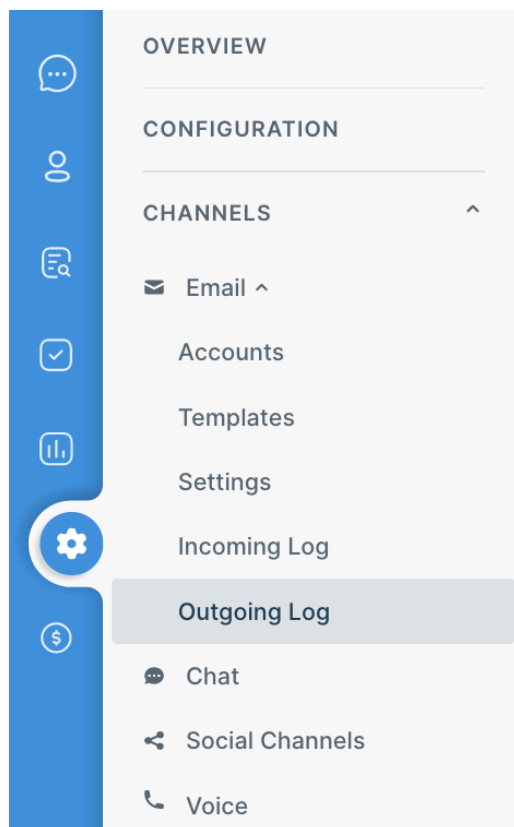 OVERVIEW
CONFIGURATION
CHANNELS
Email
Accounts
Templates
Settings
Incoming Log
Outgoing Log
$
Chat
Social Channels
Voice